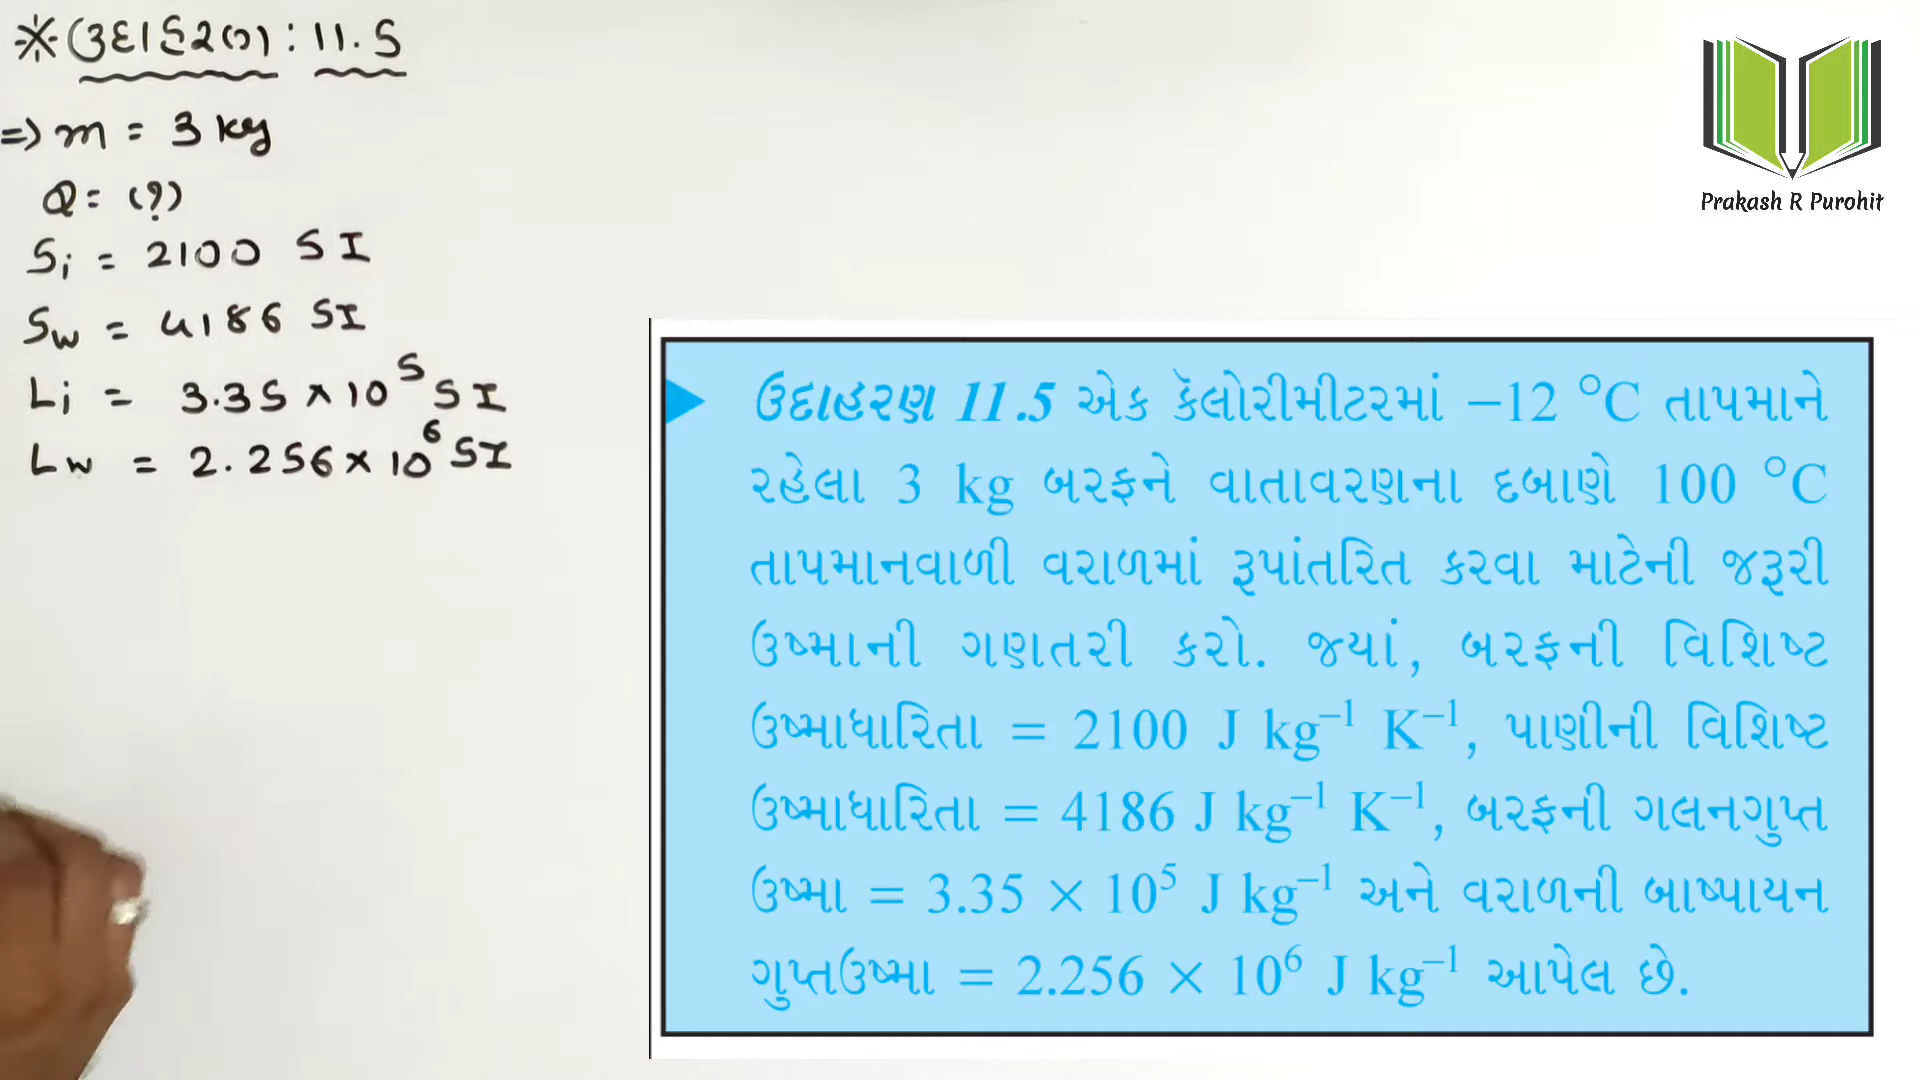 ※ ઉદાહરણ : 11.5
=> m = 3 kg
Q = (?)
Si = 2100 SI
Sw = 4186 SI
Li = 3.35 × 10⁵ SI
Lw = 2.256 × 10⁶ SI
Prakash R Purohit
ઉદાહરણ 11.5 એક કૅલોરીમીટરમાં –12 °C તાપમાને
રહેલા 3 kg બરફને વાતાવરણના દબાણે 100 °C
તાપમાનવાળી વરાળમાં રૂપાંતરિત કરવા માટેની જરૂરી
ઉષ્માની ગણતરી કરો. જ્યાં, બરફની વિશિષ્ટ
ઉષ્માધારિતા = 2100 J kg⁻¹ K⁻¹, પાણીની વિશિષ્ટ
ઉષ્માધારિતા = 4186 J kg⁻¹ K⁻¹, બરફની ગલનગુપ્ત
ઉષ્મા = 3.35 × 10⁵ J kg⁻¹ અને વરાળની બાષ્પાયન
ગુપ્તઉષ્મા = 2.256 × 10⁶ J kg⁻¹ આપેલ છે.